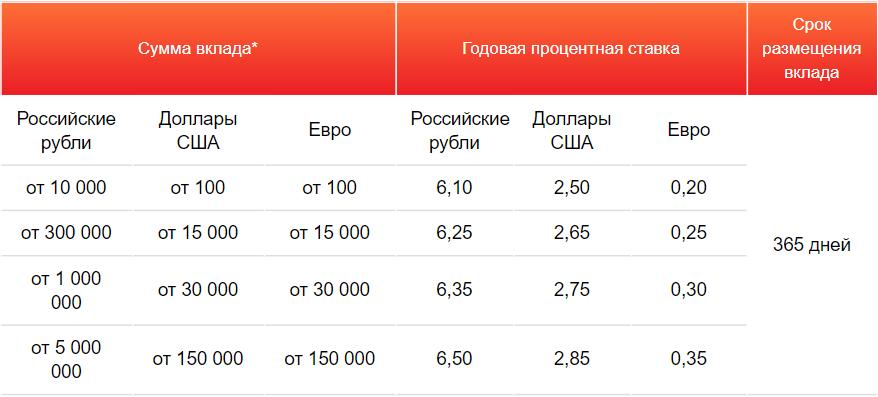 Сумма вклада*
Годовая процентная ставка
Срок
размещения
вклада
Российские
рубли
Доллары
США
Евро
Российские
рубли
Доллары
США
Евро
от 10 000
от 100
от 100
6,10
2,50
0,20
365 дней
от 300 000
от 15 000
от 15 000
6,25
2,65
0,25
от 1 000
000
от 30 000
от 30 000
6,35
2,75
0,30
от 5 000
000
от 150 000
от 150 000
6,50
2,85
0,35